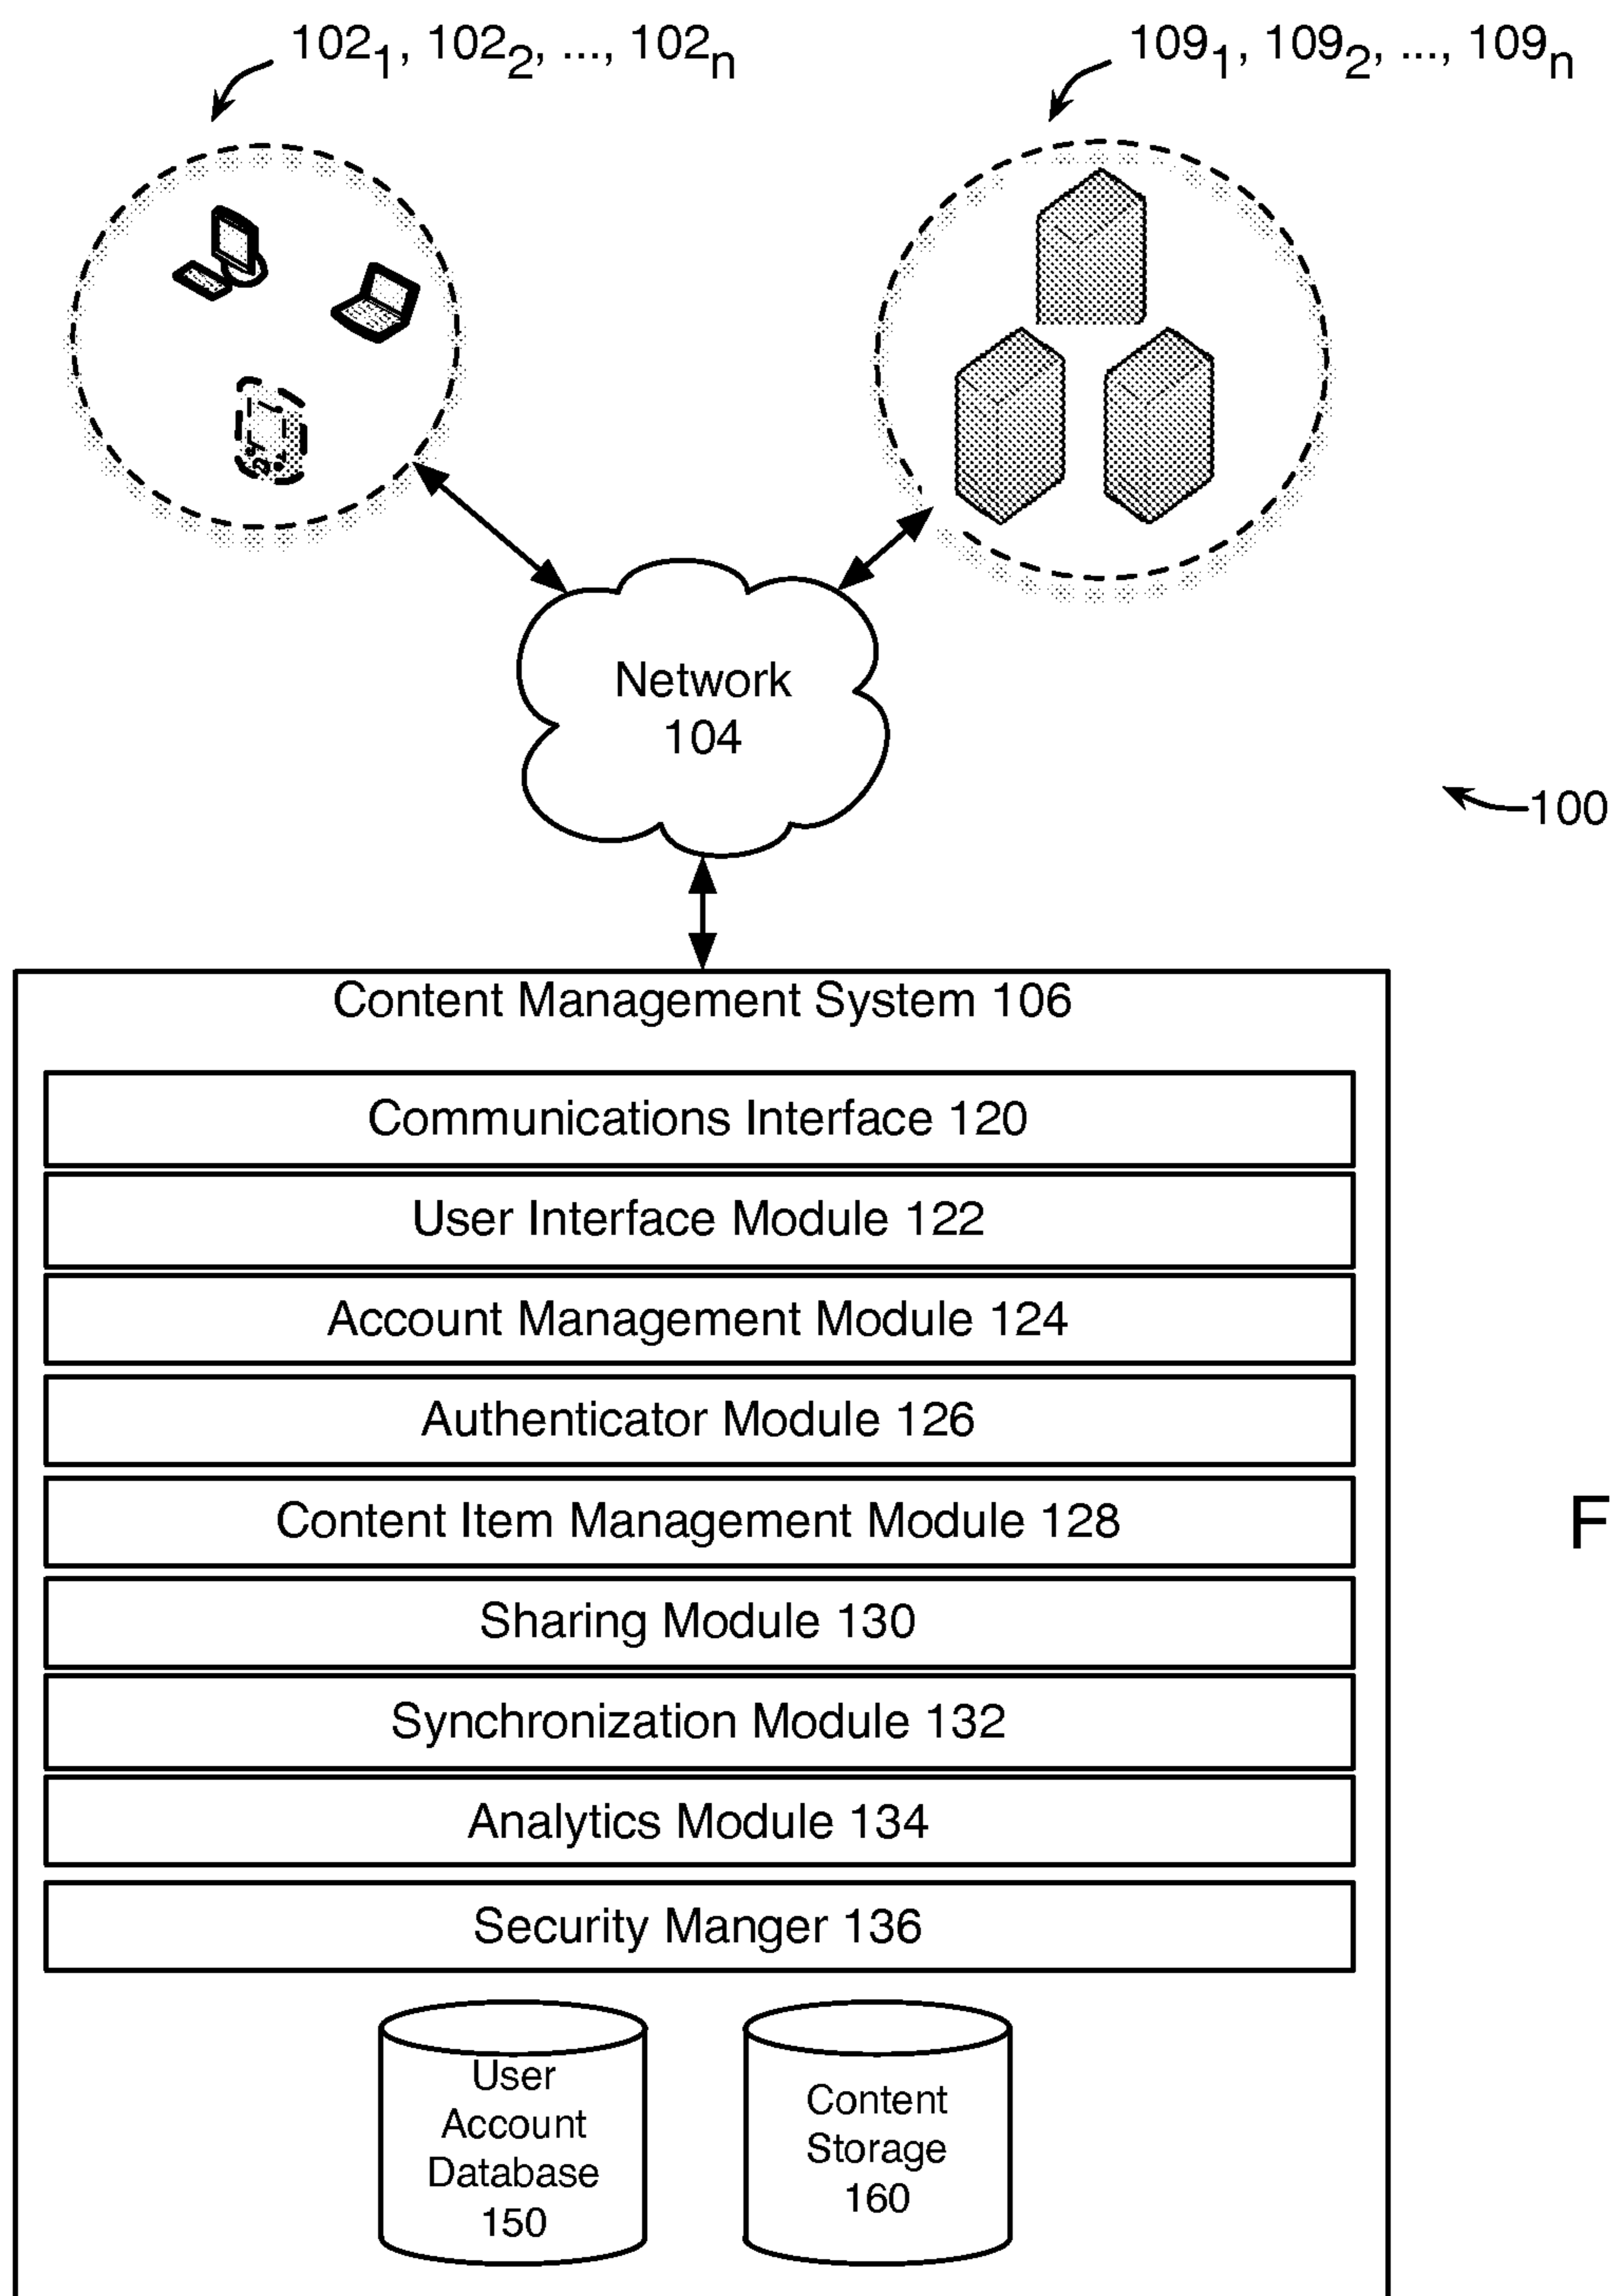 102₁, 102₂, ..., 102ₙ
109₁, 109₂, ..., 109ₙ
Network
104
100
Content Management System 106
Communications Interface 120
User Interface Module 122
Account Management Module 124
Authenticator Module 126
Content Item Management Module 128
F
Sharing Module 130
Synchronization Module 132
Analytics Module 134
Security Manger 136
User
Account
Database
150
Content
Storage
160